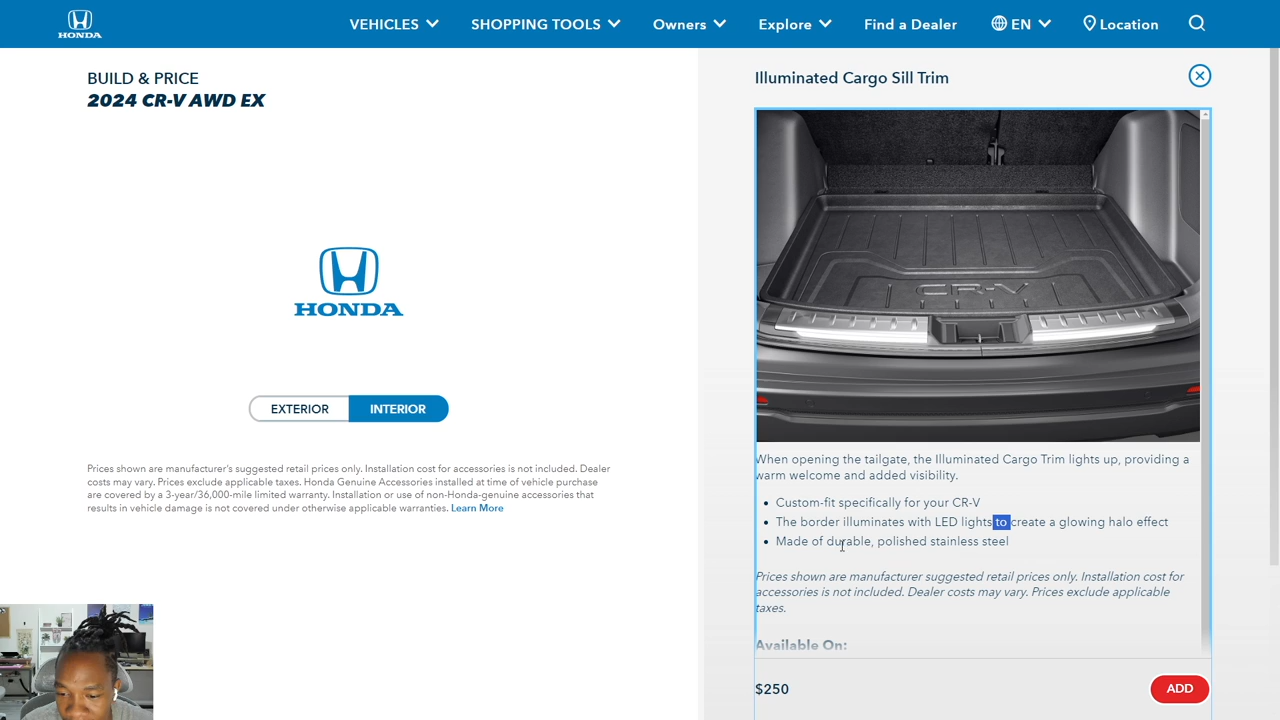 HONDA
VEHICLES
SHOPPING TOOLS
Owners
Explore
Find a Dealer
EN
Location
BUILD & PRICE
2024 CR-V AWD EX
HONDA
EXTERIOR
INTERIOR
Prices shown are manufacturer's suggested retail prices only. Installation cost for accessories is not included. Dealer
costs may vary. Prices exclude applicable taxes. Honda Genuine Accessories installed at time of vehicle purchase
are covered by a 3-year/36,000-mile limited warranty. Installation or use of non-Honda-genuine accessories that
results in vehicle damage is not covered under otherwise applicable warranties. Learn More
Illuminated Cargo Sill Trim
CR-V
When opening the tailgate, the Illuminated Cargo Trim lights up, providing a
warm welcome and added visibility.
Custom-fit specifically for your CR-V
The border illuminates with LED lights to create a glowing halo effect
Made of durable, polished stainless steel
Prices shown are manufacturer suggested retail prices only. Installation cost for
accessories is not included. Dealer costs may vary. Prices exclude applicable
taxes.
Available On:
$250
ADD